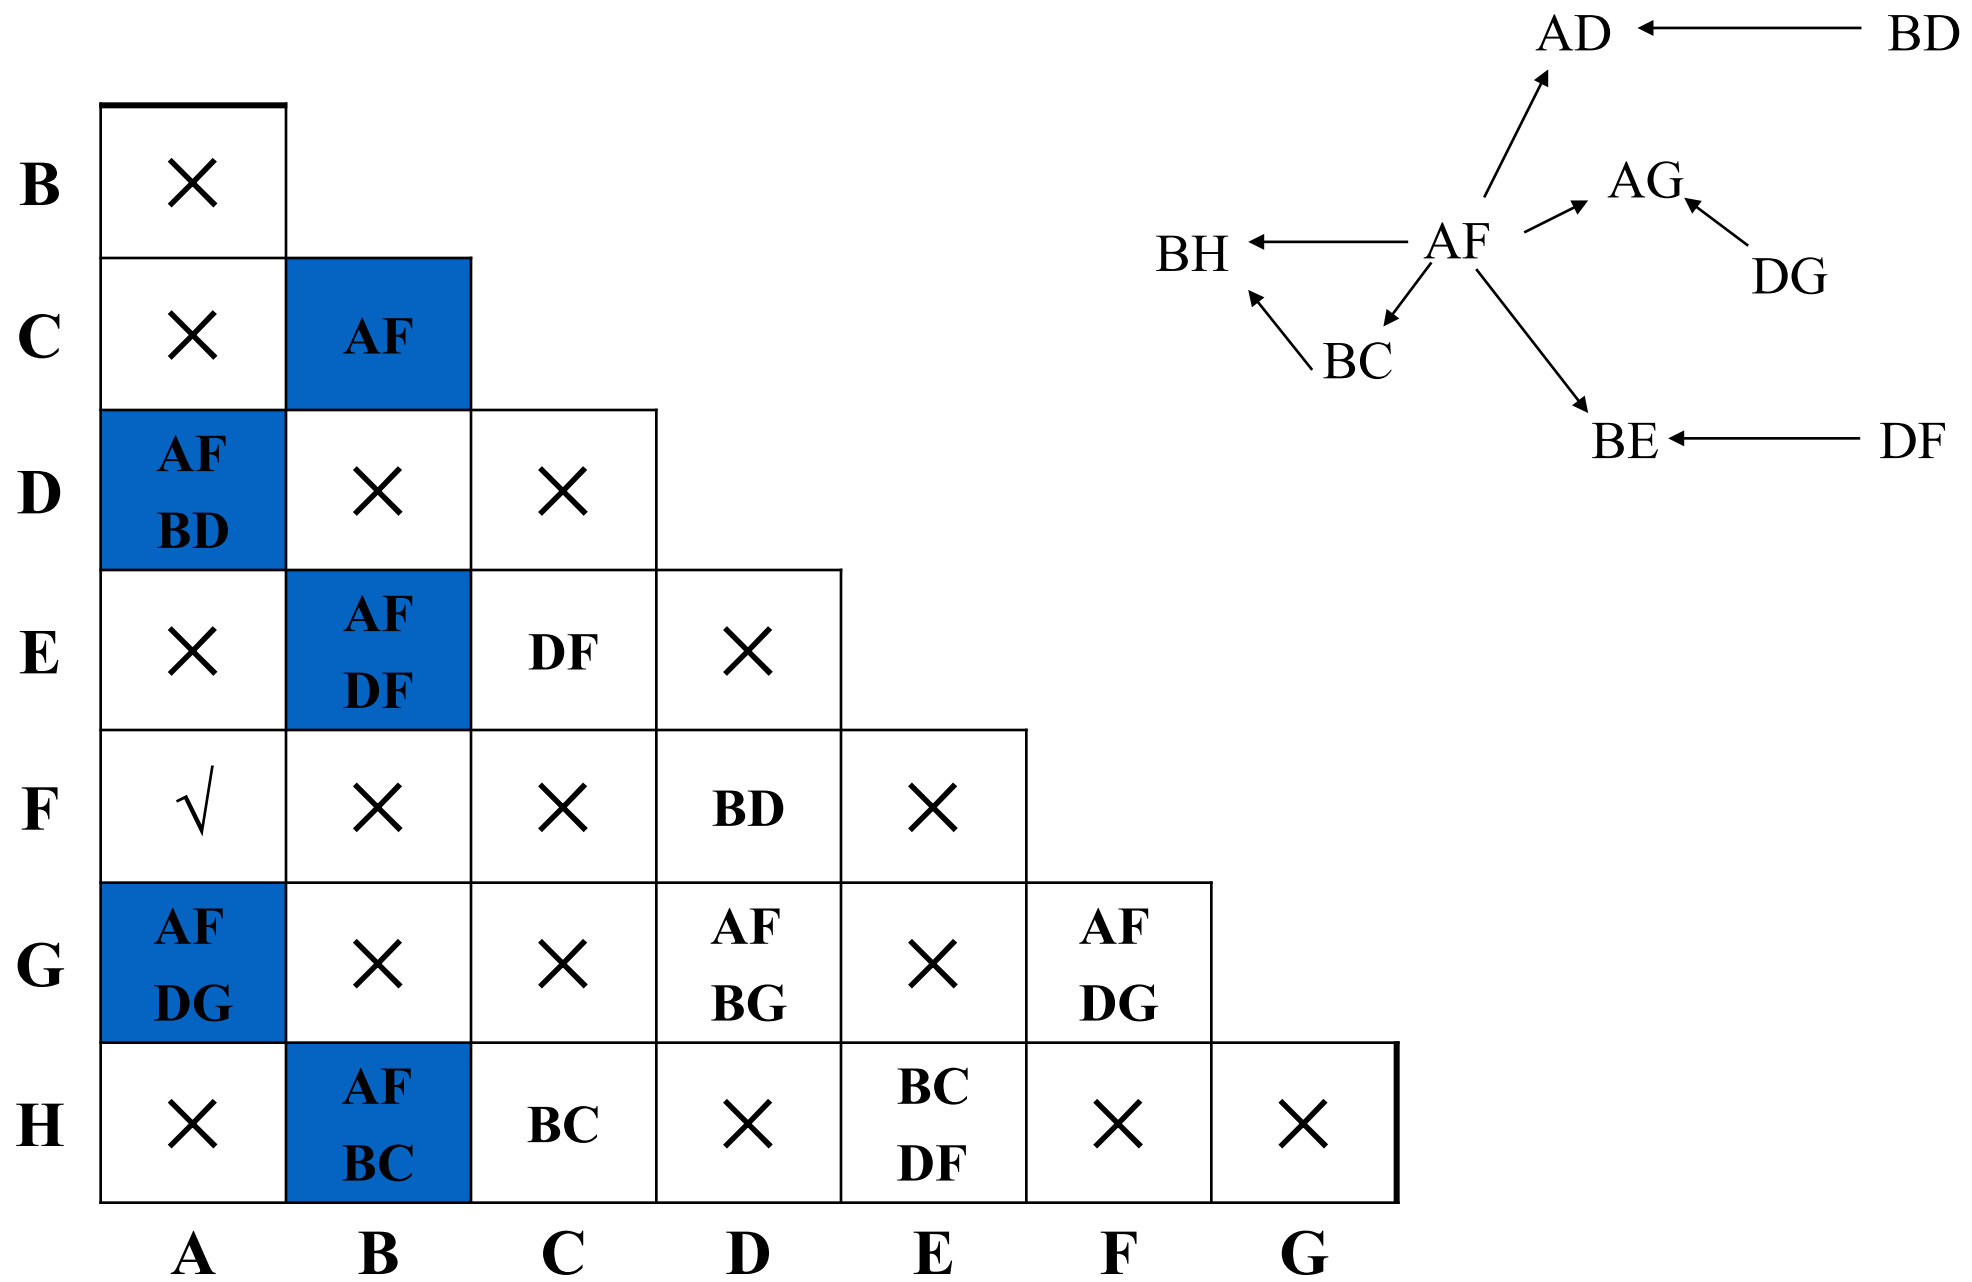 AD BD
AG
BH AF
DG
BC
BE DF
B ×
C × AF
D AF × ×
BD
E × AF DF ×
DF
F √ × × BD ×
G AF × × AF × AF
DG BG DG
H × AF BC × BC × ×
BC DF
A B C D E F G